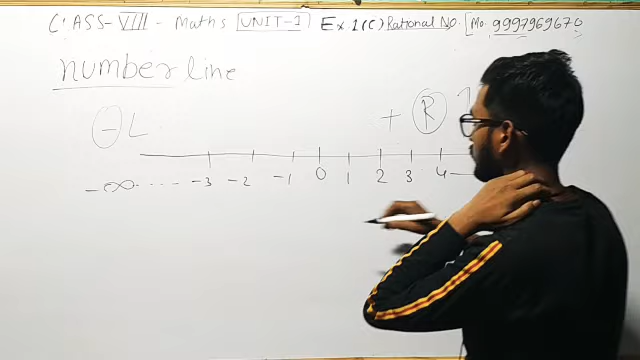 CLASS-VIII - Maths UNIT-1 Ex 1(C) Rational NO. [Mo. 9997969670
number line
- L + R
-∞ ... -3 -2 -1 0 1 2 3 4